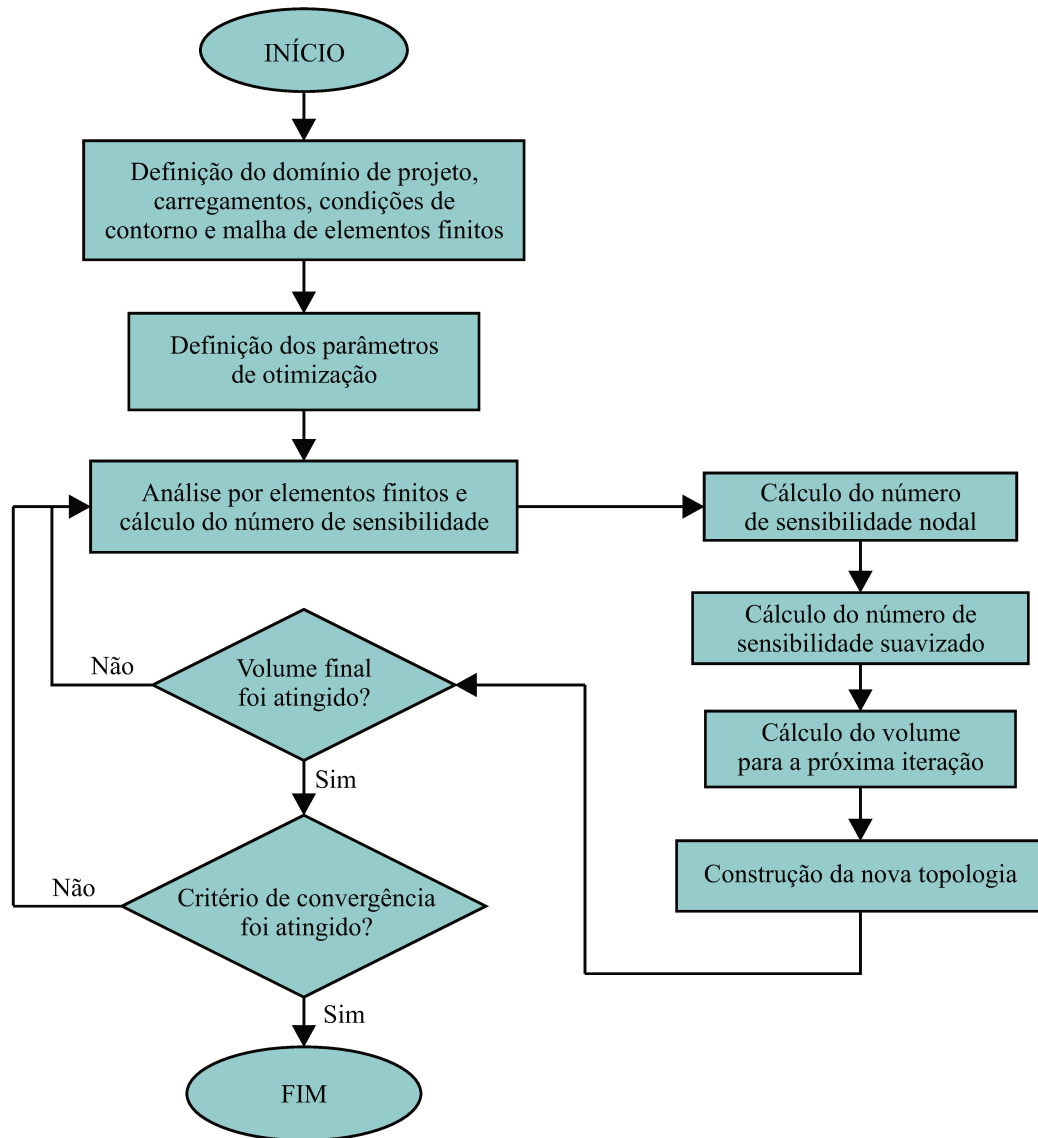 INÍCIO
Definição do domínio de projeto,
carregamentos, condições de
contorno e malha de elementos finitos
Definição dos parâmetros
de otimização
Análise por elementos finitos e
cálculo do número de sensibilidade
Cálculo do número
de sensibilidade nodal
Cálculo do número de
sensibilidade suavizado
Cálculo do volume
para a próxima iteração
Construção da nova topologia
Volume final
foi atingido?
Não
Sim
Critério de convergência
foi atingido?
Não
Sim
FIM